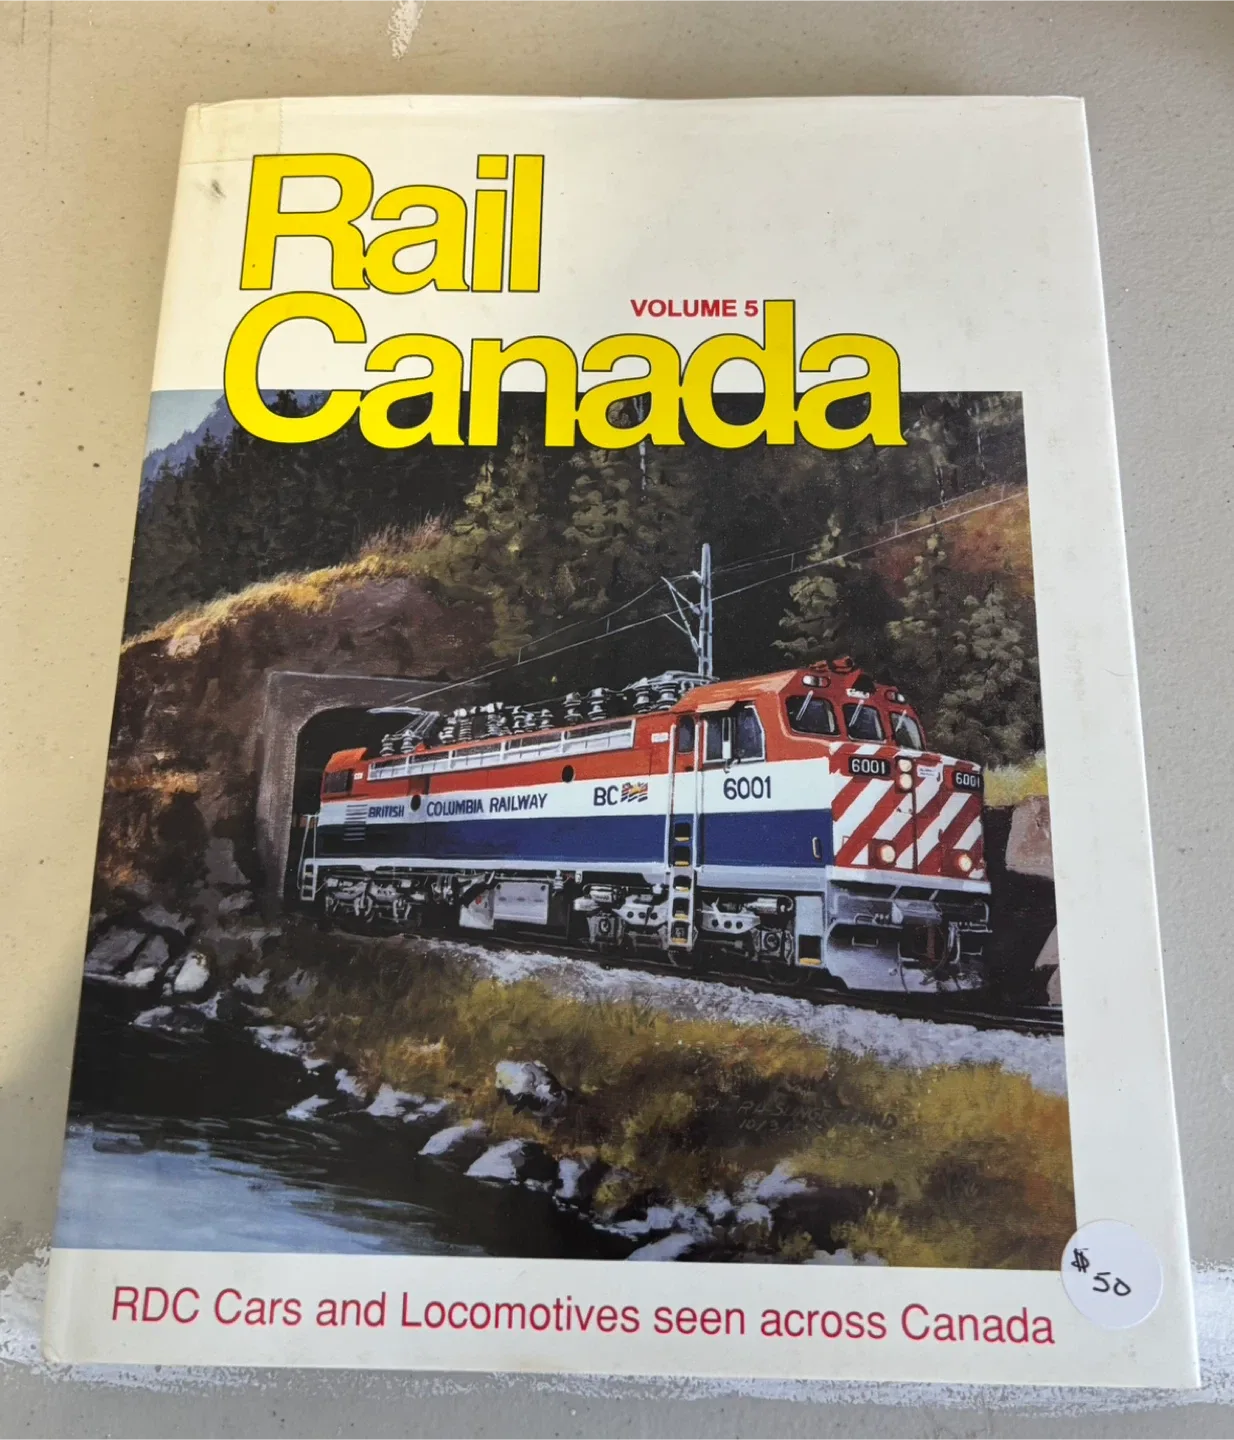 Rail
VOLUME 5
Canada
6001
6001
BRITISH COLUMBIA RAILWAY
BC
6001
RDC Cars and Locomotives seen across Canada
$50